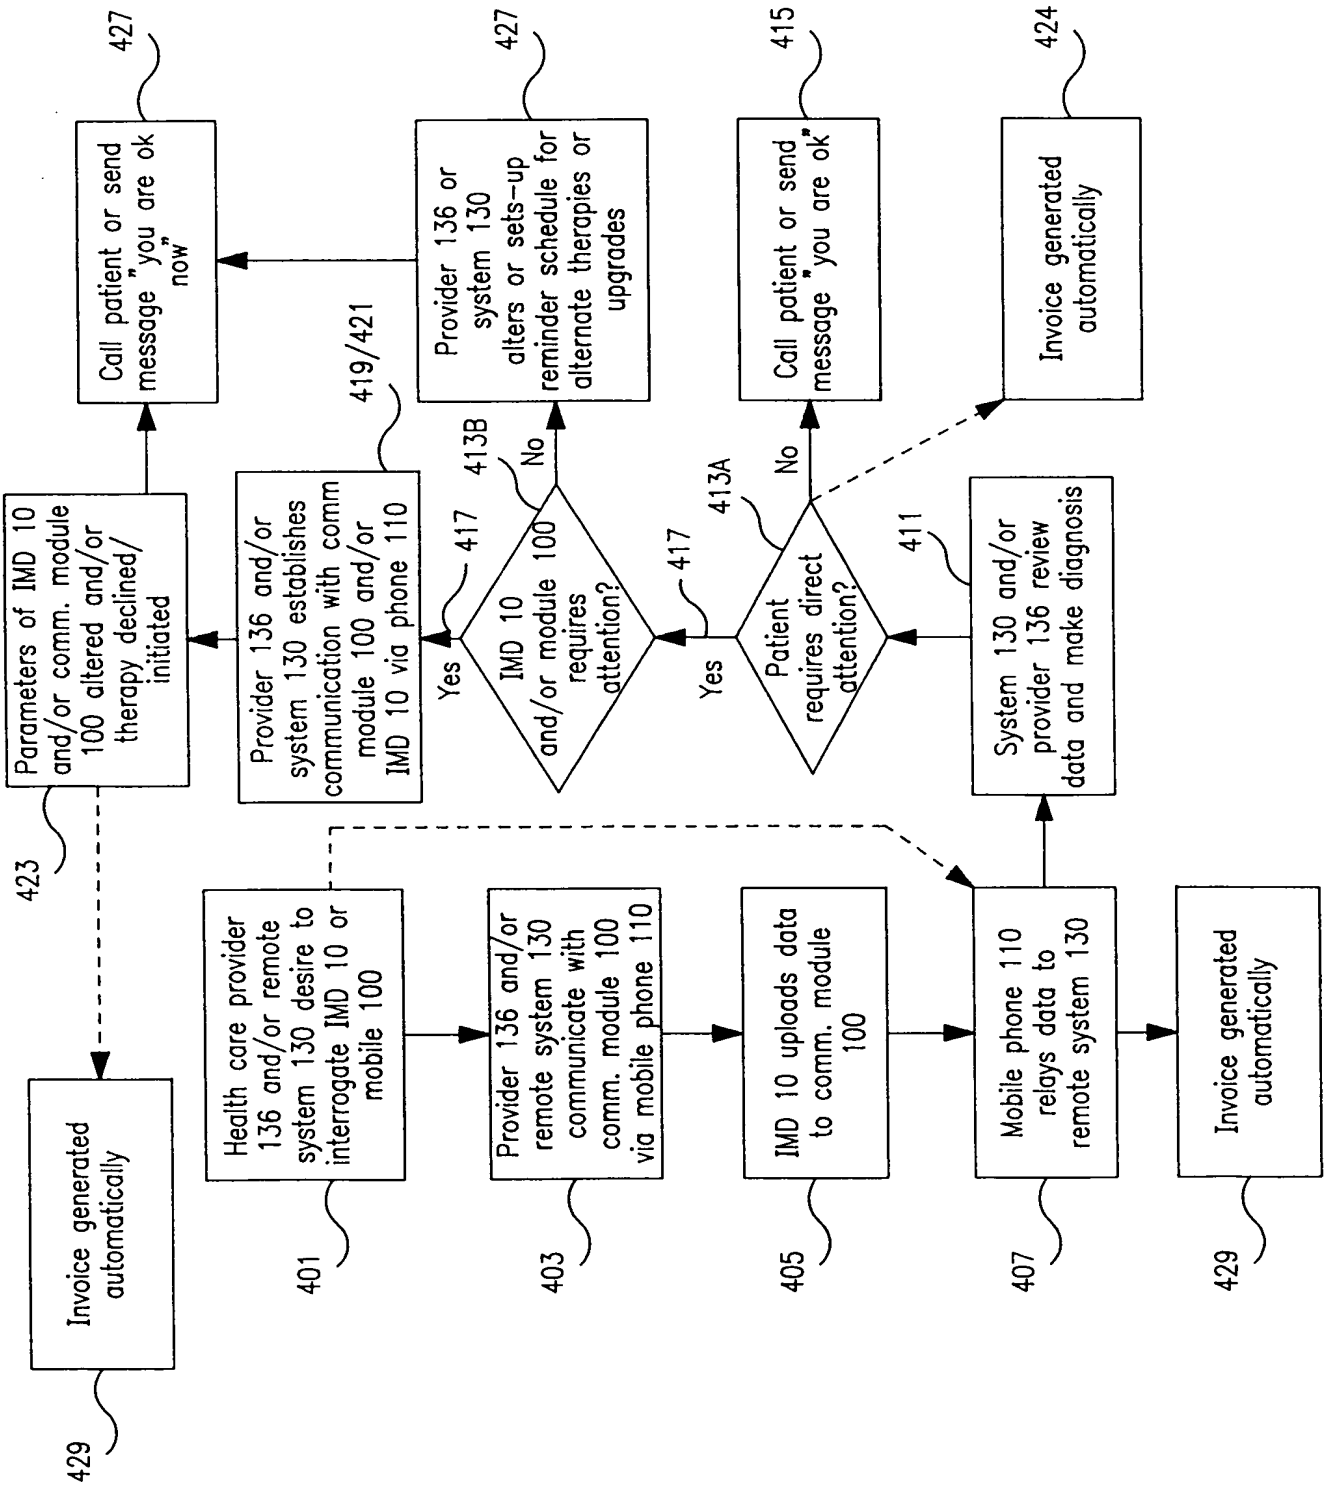 429
Invoice generated
automatically
401
Health care provider
136 and/or remote
system 130 desire to
interrogate IMD 10 or
mobile 100
403
Provider 136 and/or
remote system 130
communicate with
comm. module 100
via mobile phone 110
405
IMD 10 uploads data
to comm. module
100
407
Mobile phone 110
relays data to
remote system 130
429
Invoice generated
automatically
423
Parameters of IMD 10
and/or comm. module
100 altered and/or
therapy declined/
initiated
Provider 136 and/or
system 130 establishes
communication with comm
module 100 and/or
IMD 10 via phone 110
419/421
Yes
417
IMD 10
and/or module 100
requires
attention?
413B
No
Yes
417
Patient
requires direct
attention?
413A
No
System 130 and/or
provider 136 review
data and make diagnosis
411
Call patient or send
message "you are ok
now"
427
Provider 136 or
system 130
alters or sets-up
reminder schedule for
alternate therapies or
upgrades
427
Call patient or send
message "you are ok"
415
Invoice generated
automatically
424